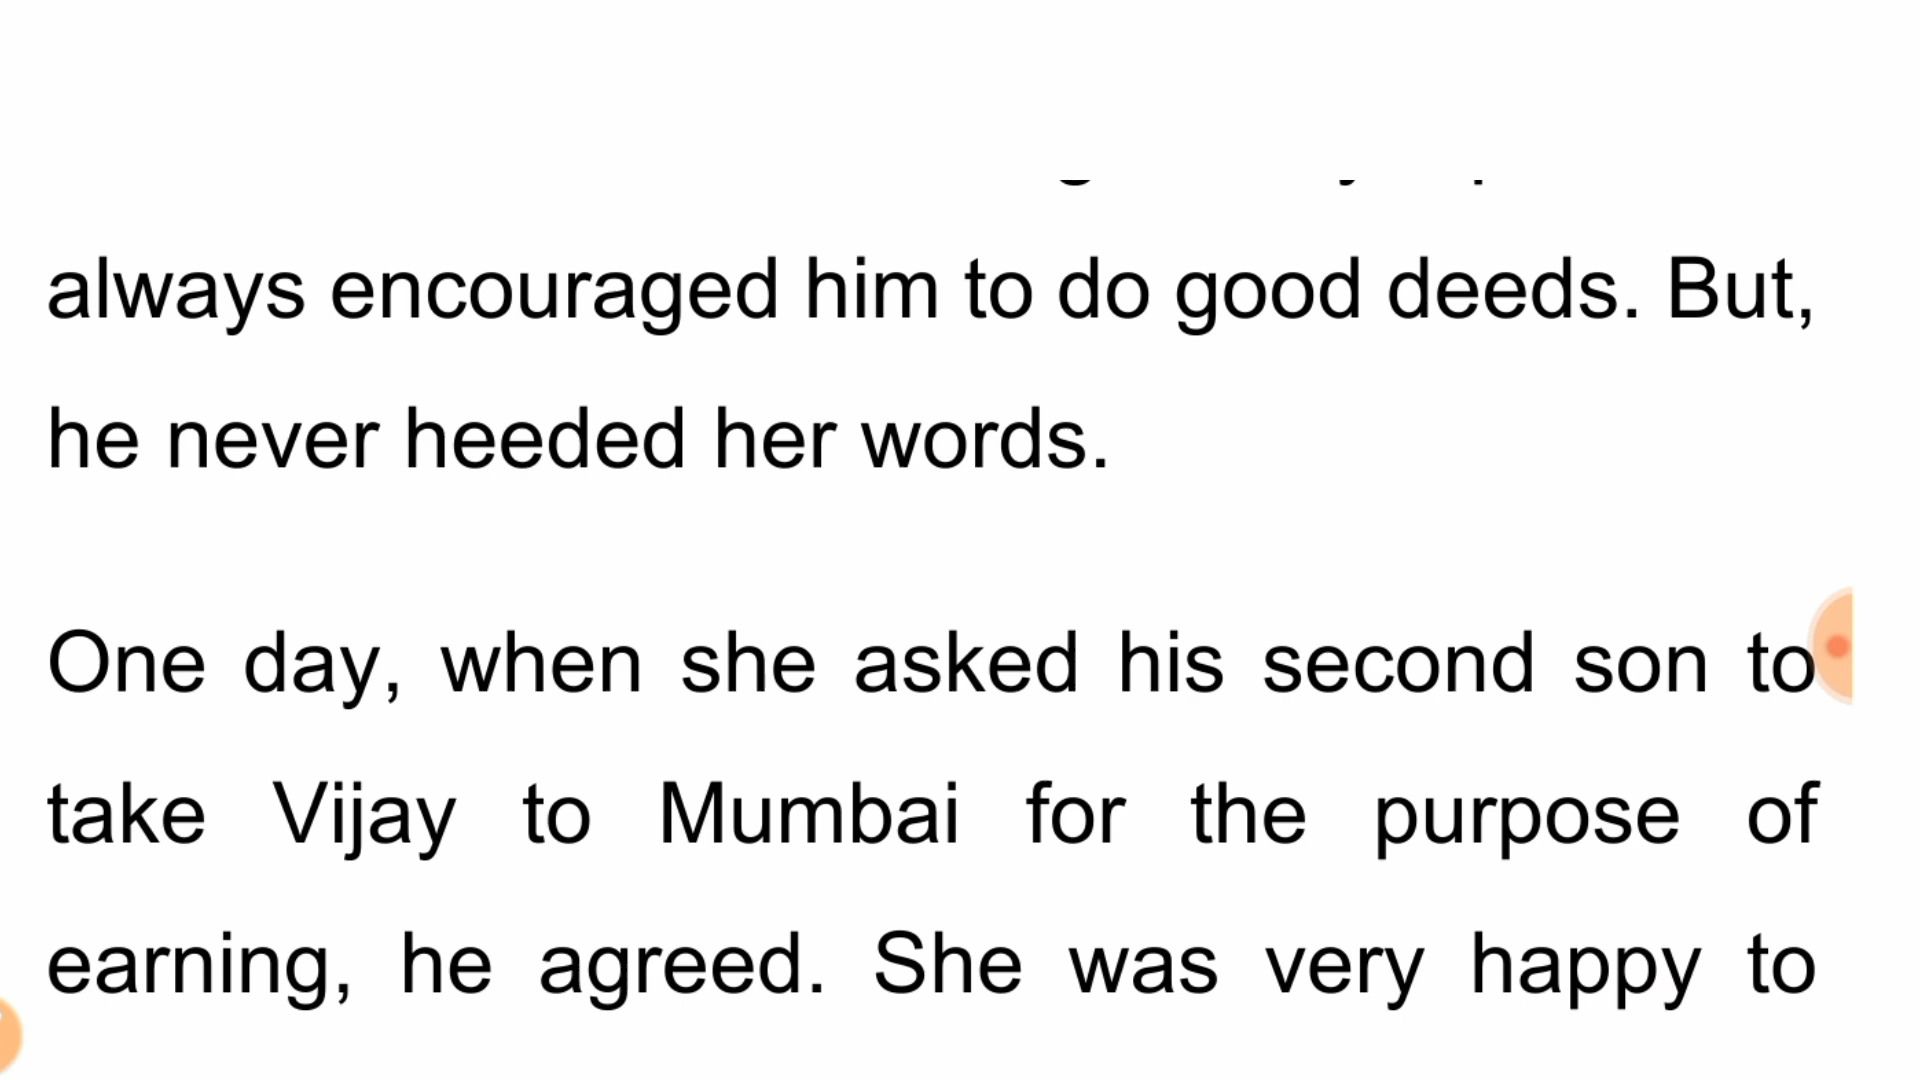 always encouraged him to do good deeds. But,
he never heeded her words.
One day, when she asked his second son to
take Vijay to Mumbai for the purpose of
earning, he agreed. She was very happy to